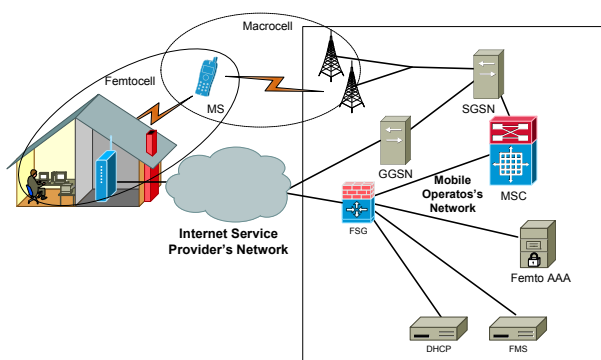 Macrocell
Femtocell
MS
SGSN
GGSN
Mobile
Operatos's
Network
MSC
Internet Service
Provider's Network
FSG
Femto AAA
DHCP
FMS